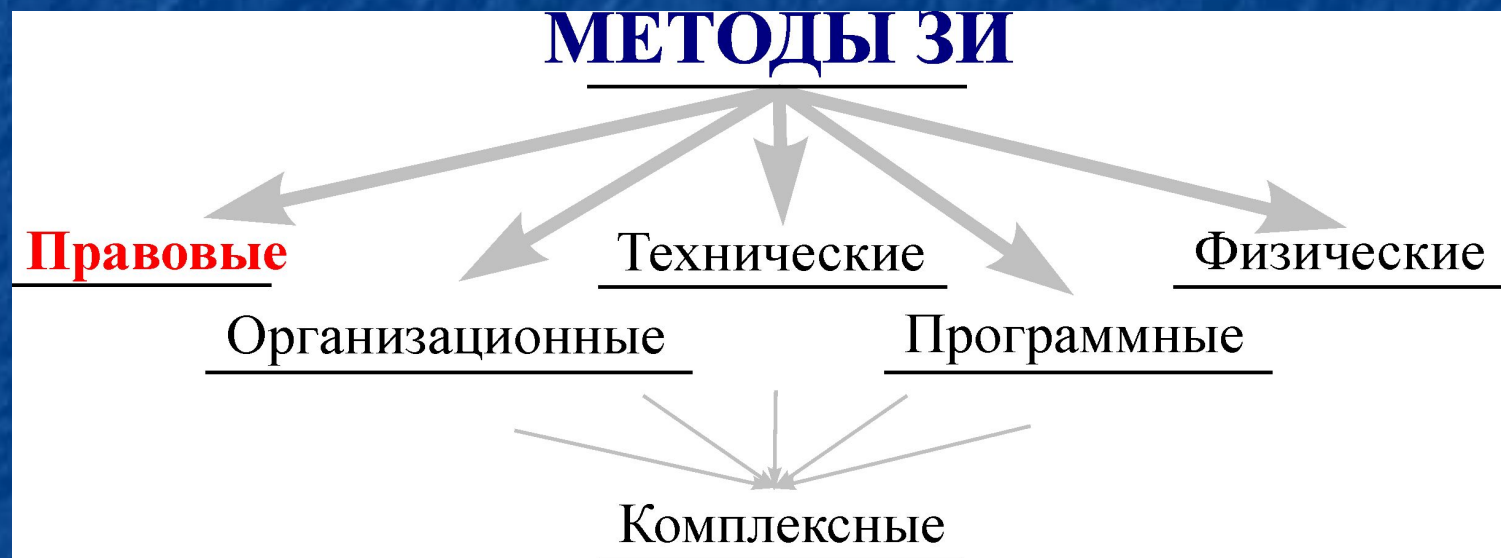 МЕТОДЫ ЗИ
Правовые
Технические
Физические
Организационные
Программные
Комплексные